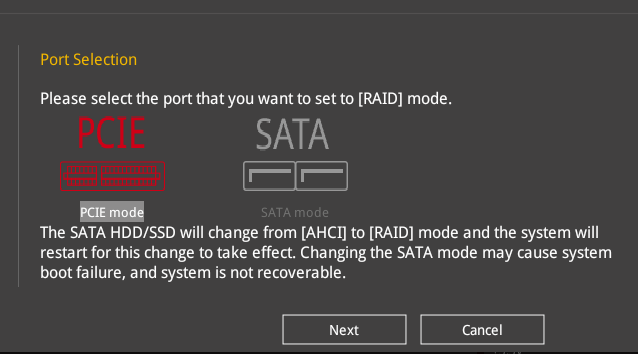 Port Selection
Please select the port that you want to set to [RAID] mode.
PCIE SATA
PCIE mode SATA mode
The SATA HDD/SSD will change from [AHCI] to [RAID] mode and the system will
restart for this change to take effect. Changing the SATA mode may cause system
boot failure, and system is not recoverable.
Next Cancel